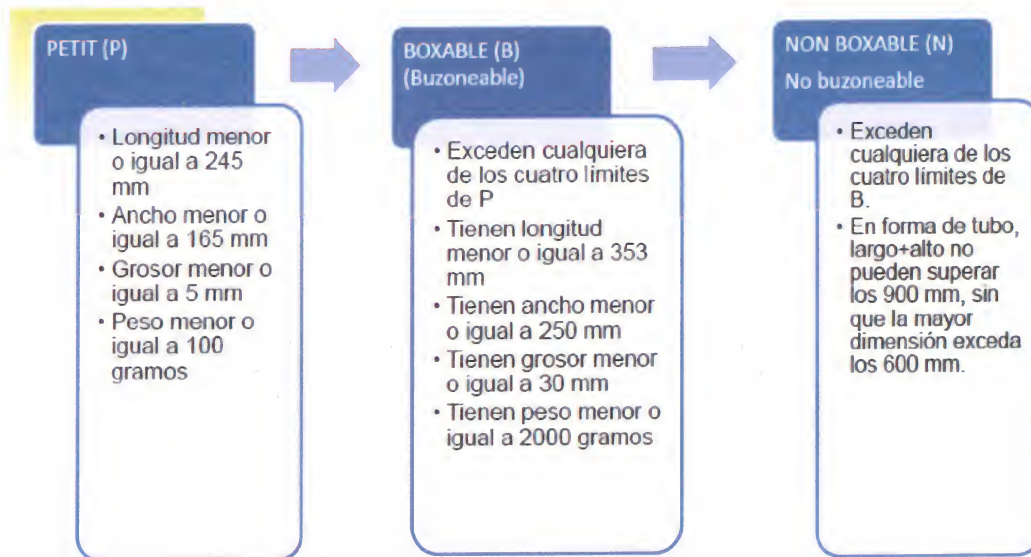 PETIT (P)
• Longitud menor
o igual a 245
mm
• Ancho menor o
igual a 165 mm
• Grosor menor o
igual a 5 mm
• Peso menor o
igual a 100
gramos
BOXABLE (B)
(Buzoneable)
• Exceden cualquiera
de los cuatro límites
de P
• Tienen longitud
menor o igual a 353
mm
• Tienen ancho menor
o igual a 250 mm
• Tienen grosor menor
o igual a 30 mm
• Tienen peso menor o
igual a 2000 gramos
NON BOXABLE (N)
No buzoneable
• Exceden
cualquiera de los
cuatro límites de
B.
• En forma de tubo,
largo+alto no
pueden superar
los 900 mm, sin
que la mayor
dimensión exceda
los 600 mm.